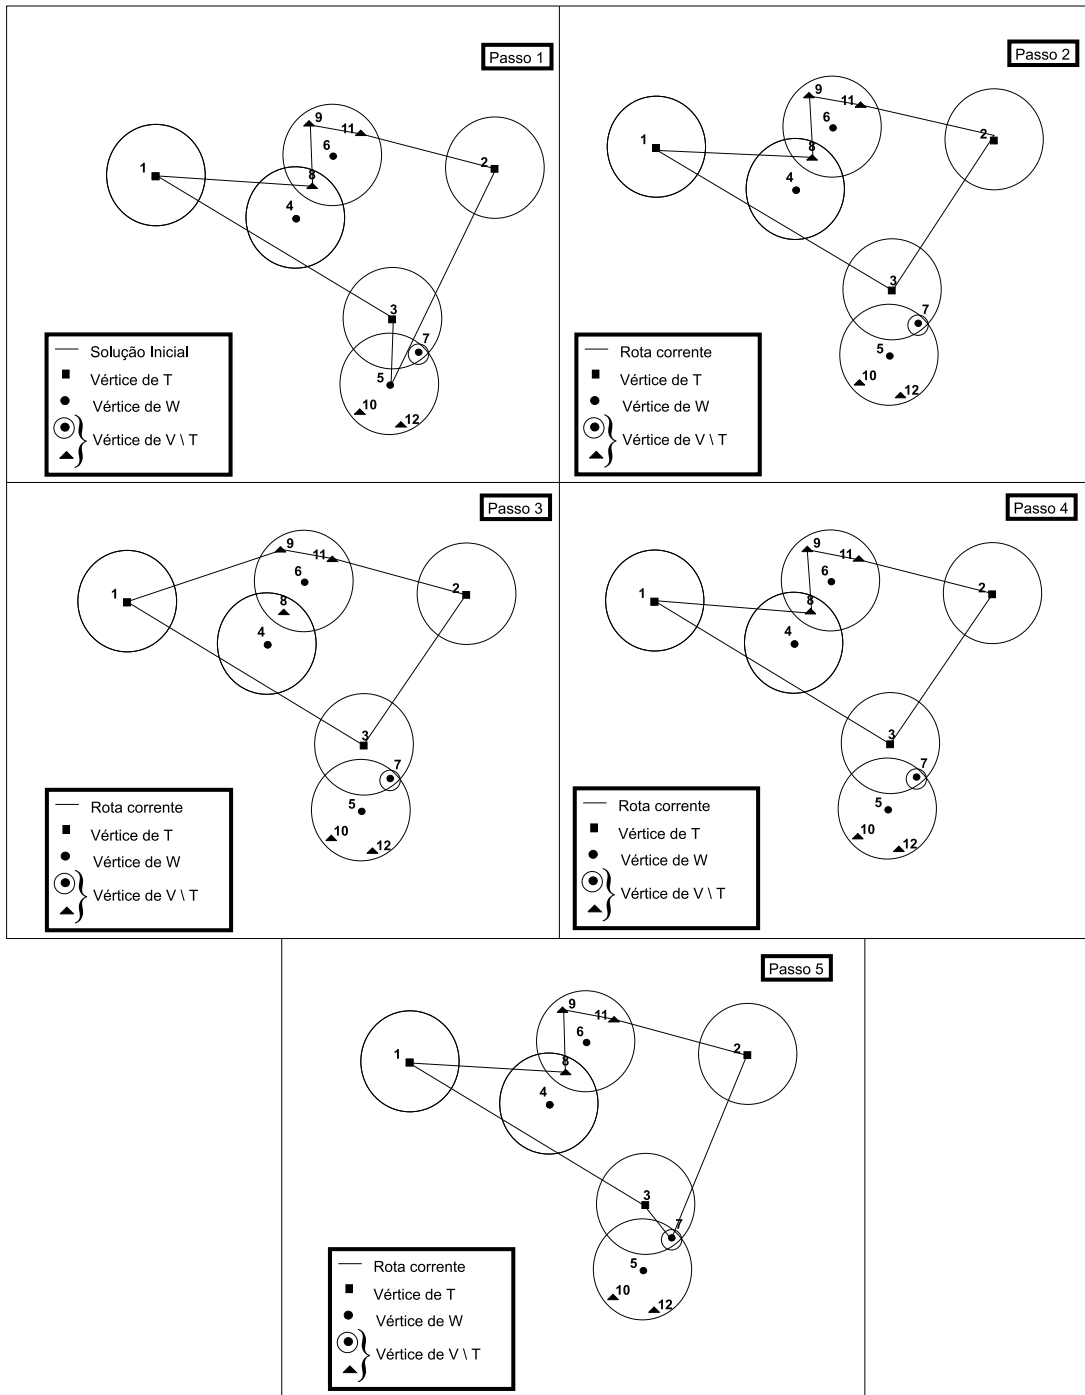 Passo 1
9
11
6
1
2
8
4
3
7
5
10
12
Solução Inicial
Vértice de T
Vértice de W
Vértice de V \ T
Passo 2
9
11
6
1
2
8
4
3
7
5
10
12
Rota corrente
Vértice de T
Vértice de W
Vértice de V \ T
Passo 3
9
11
6
1
2
8
4
3
7
5
10
12
Rota corrente
Vértice de T
Vértice de W
Vértice de V \ T
Passo 4
9
11
6
1
2
8
4
3
7
5
10
12
Rota corrente
Vértice de T
Vértice de W
Vértice de V \ T
Passo 5
9
11
6
1
2
8
4
3
7
5
10
12
Rota corrente
Vértice de T
Vértice de W
Vértice de V \ T